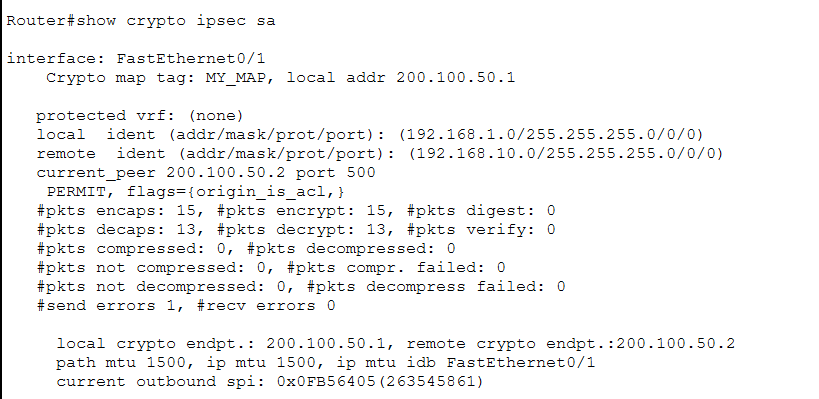 Router#show crypto ipsec sa
interface: FastEthernet0/1
Crypto map tag: MY_MAP, local addr 200.100.50.1
protected vrf: (none)
local  ident (addr/mask/prot/port): (192.168.1.0/255.255.255.0/0/0)
remote  ident (addr/mask/prot/port): (192.168.10.0/255.255.255.0/0/0)
current_peer 200.100.50.2 port 500
PERMIT, flags={origin_is_acl,}
#pkts encaps: 15, #pkts encrypt: 15, #pkts digest: 0
#pkts decaps: 13, #pkts decrypt: 13, #pkts verify: 0
#pkts compressed: 0, #pkts decompressed: 0
#pkts not compressed: 0, #pkts compr. failed: 0
#pkts not decompressed: 0, #pkts decompress failed: 0
#send errors 1, #recv errors 0
local crypto endpt.: 200.100.50.1, remote crypto endpt.:200.100.50.2
path mtu 1500, ip mtu 1500, ip mtu idb FastEthernet0/1
current outbound spi: 0x0FB56405(263545861)